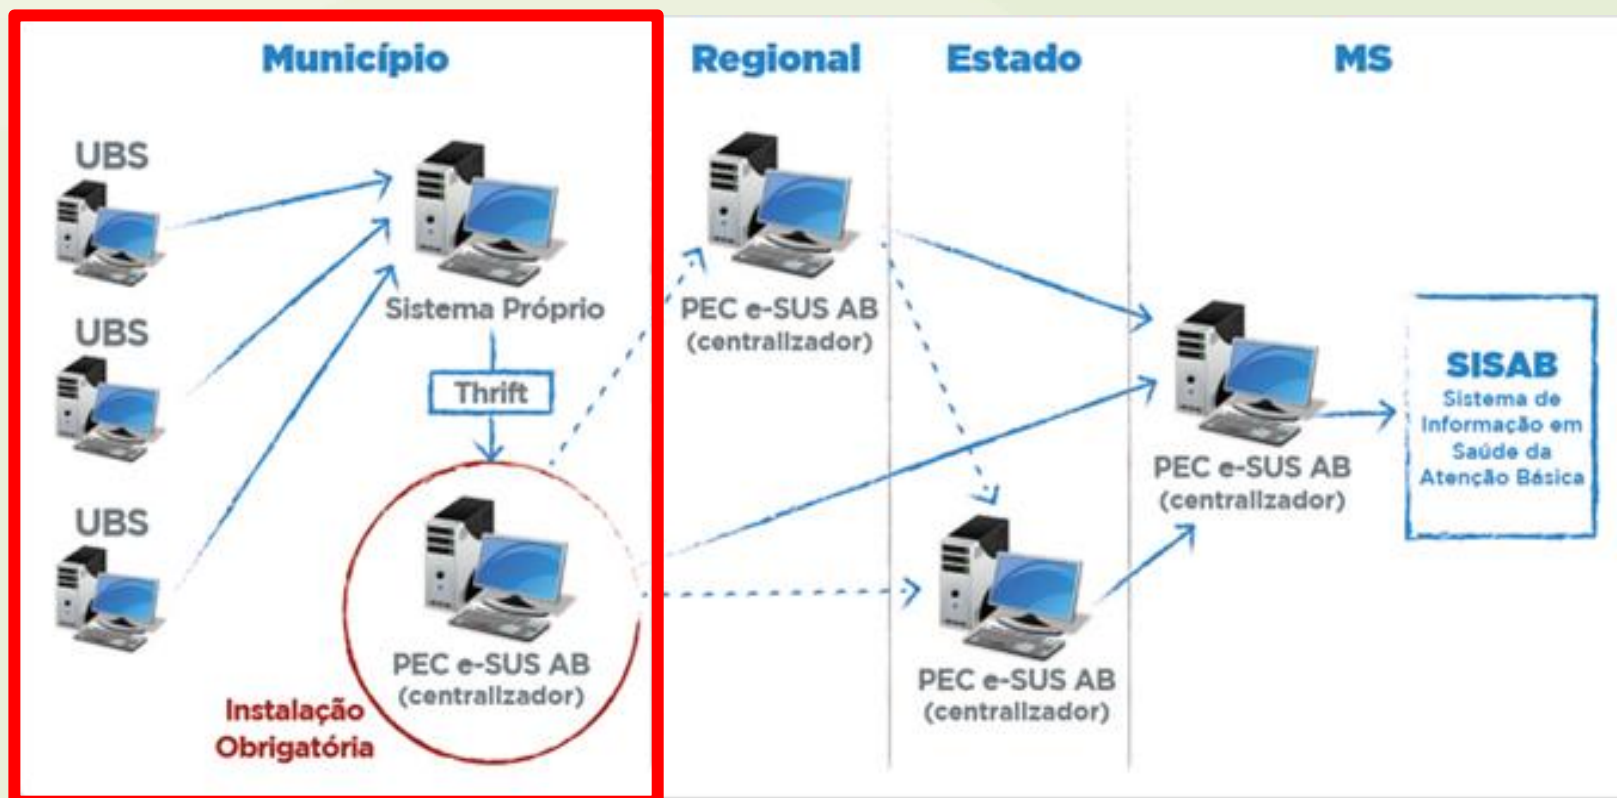 Município
Regional
Estado
MS
UBS
UBS
UBS
Sistema Próprio
Thrift
PEC e-SUS AB
(centralizador)
Instalação
Obrigatória
PEC e-SUS AB
(centralizador)
PEC e-SUS AB
(centralizador)
PEC e-SUS AB
(centralizador)
SISAB
Sistema de
Informação em
Saúde da
Atenção Básica